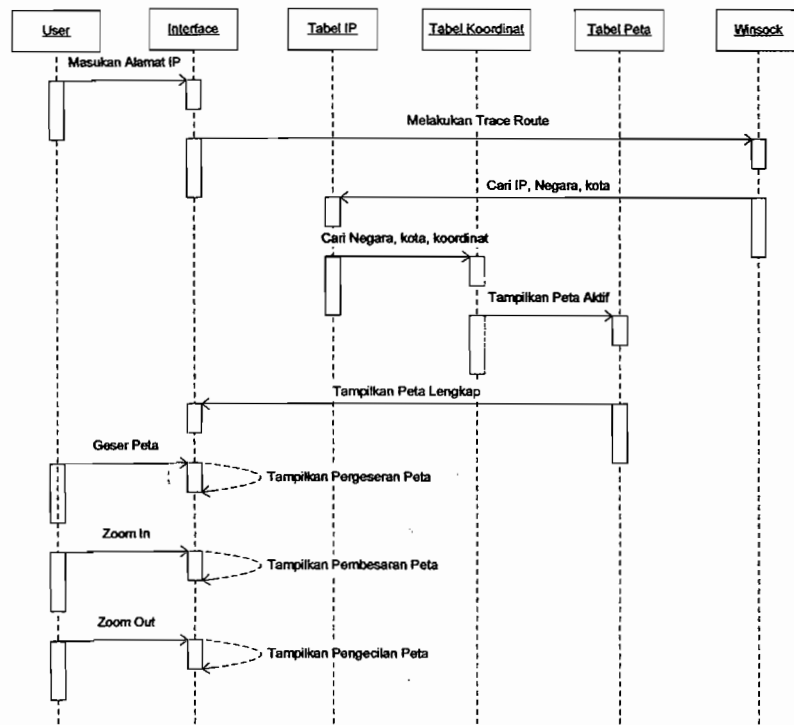 User
Interface
Tabel IP
Tabel Koordinat
Tabel Peta
Winsock
Masukan Alamat IP
Melakukan Trace Route
Cari IP, Negara, kota
Cari Negara, kota, koordinat
Tampilkan Peta Aktif
Tampilkan Peta Lengkap
Geser Peta
Tampilkan Pergeseran Peta
Zoom In
Tampilkan Pembesaran Peta
Zoom Out
Tampilkan Pengecilan Peta